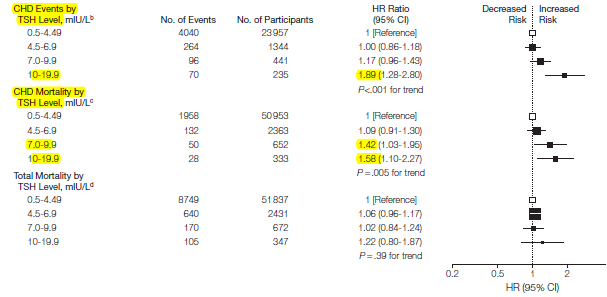 CHD Events by TSH Level, mIU/Lᵇ No. of Events No. of Participants HR Ratio (95% CI) Decreased Risk Increased Risk
0.5-4.49 4040 23957 1 [Reference]
4.5-6.9 264 1344 1.00 (0.86-1.18)
7.0-9.9 96 441 1.17 (0.96-1.43)
10-19.9 70 235 1.89 (1.28-2.80)
P<.001 for trend
CHD Mortality by
TSH Level, mIU/Lᶜ
0.5-4.49 1958 50953 1 [Reference]
4.5-6.9 132 2363 1.09 (0.91-1.30)
7.0-9.9 50 652 1.42 (1.03-1.95)
10-19.9 28 333 1.58 (1.10-2.27)
P=.005 for trend
Total Mortality by
TSH Level, mIU/Lᵈ
0.5-4.49 8749 51837 1 [Reference]
4.5-6.9 640 2431 1.06 (0.96-1.17)
7.0-9.9 170 672 1.02 (0.84-1.24)
10-19.9 105 347 1.22 (0.80-1.87)
P=.39 for trend
0.2 0.5 1 2
HR (95% CI)